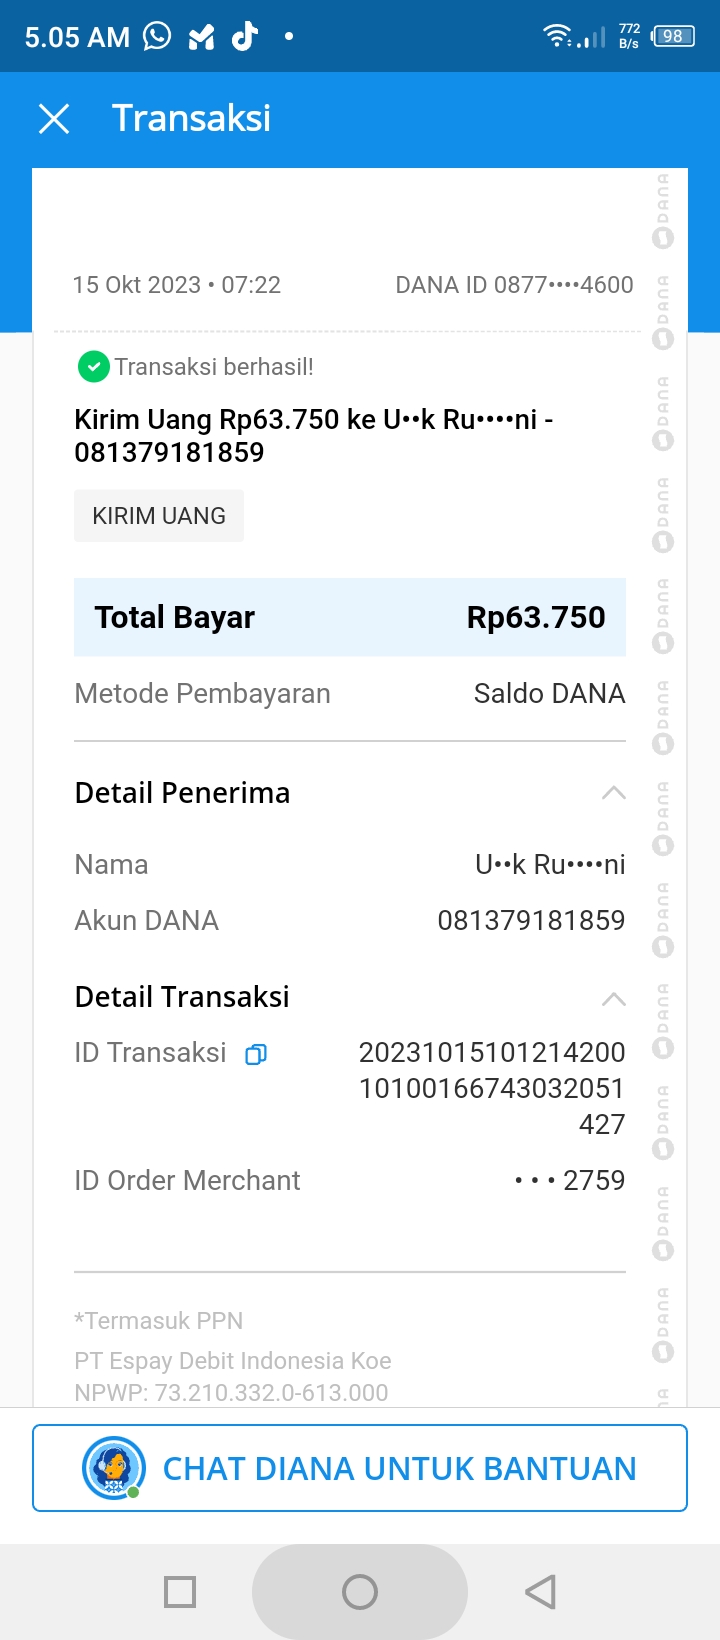 5.05 AM
772
B/s
98
Transaksi
15 Okt 2023 • 07:22
DANA ID 0877••••4600
Transaksi berhasil!
Kirim Uang Rp63.750 ke U••k Ru••••ni -
081379181859
KIRIM UANG
Total Bayar Rp63.750
Metode Pembayaran Saldo DANA
Detail Penerima
Nama U••k Ru••••ni
Akun DANA 081379181859
Detail Transaksi
ID Transaksi 20231015101214200
10100166743032051
427
ID Order Merchant • • • 2759
*Termasuk PPN
PT Espay Debit Indonesia Koe
NPWP: 73.210.332.0-613.000
CHAT DIANA UNTUK BANTUAN
DANA
DANA
DANA
DANA
DANA
DANA
DANA
DANA
DANA
DANA
DANA
DANA